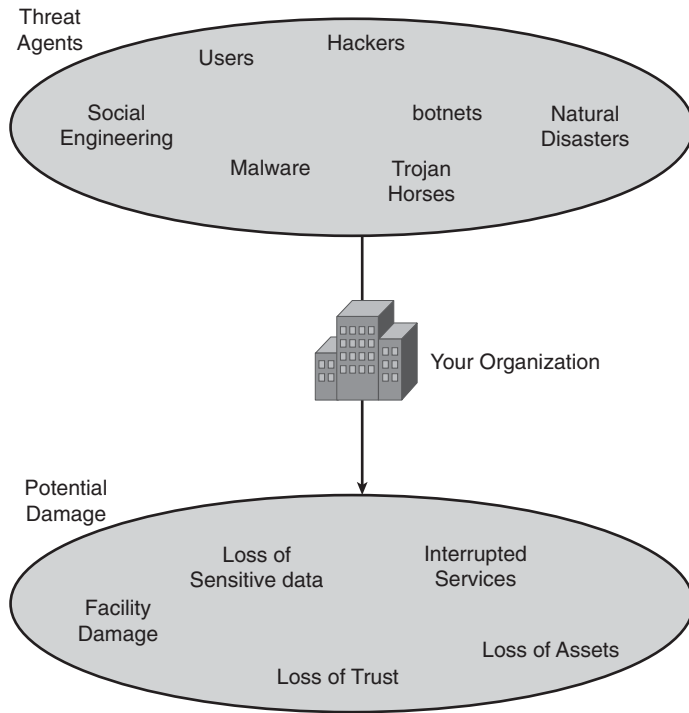 Threat
Agents
Hackers
Users
Social
Engineering
botnets
Natural
Disasters
Malware
Trojan
Horses
Your Organization
Potential
Damage
Loss of
Sensitive data
Interrupted
Services
Facility
Damage
Loss of Assets
Loss of Trust